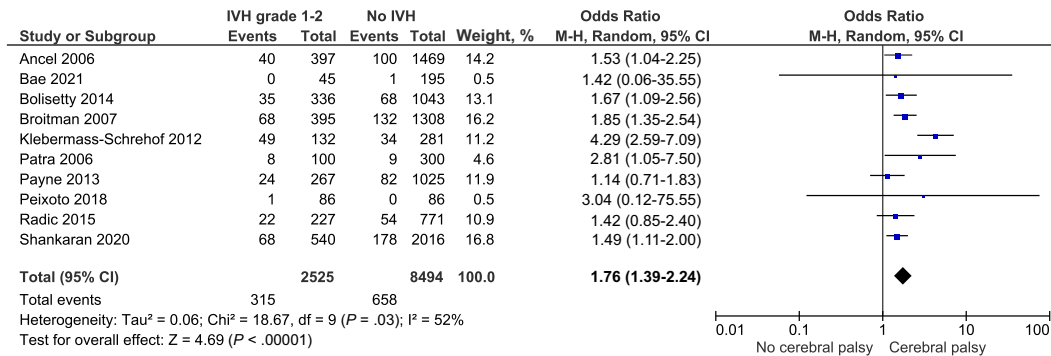 IVH grade 1-2 No IVH Odds Ratio Odds Ratio
Study or Subgroup Events Total Events Total Weight, % M-H, Random, 95% CI M-H, Random, 95% CI
Ancel 2006 40 397 100 1469 14.2 1.53 (1.04-2.25)
Bae 2021 0 45 1 195 0.5 1.42 (0.06-35.55)
Bolisetty 2014 35 336 68 1043 13.1 1.67 (1.09-2.56)
Broitman 2007 68 395 132 1308 16.2 1.85 (1.35-2.54)
Klebermass-Schrehof 2012 49 132 34 281 11.2 4.29 (2.59-7.09)
Patra 2006 8 100 9 300 4.6 2.81 (1.05-7.50)
Payne 2013 24 267 82 1025 11.9 1.14 (0.71-1.83)
Peixoto 2018 1 86 0 86 0.5 3.04 (0.12-75.55)
Radic 2015 22 227 54 771 10.9 1.42 (0.85-2.40)
Shankaran 2020 68 540 178 2016 16.8 1.49 (1.11-2.00)
Total (95% CI) 2525 8494 100.0 1.76 (1.39-2.24)
Total events 315 658
Heterogeneity: Tau² = 0.06; Chi² = 18.67, df = 9 (P = .03); I² = 52%
Test for overall effect: Z = 4.69 (P < .00001)
0.01 0.1 1 10 100
No cerebral palsy Cerebral palsy